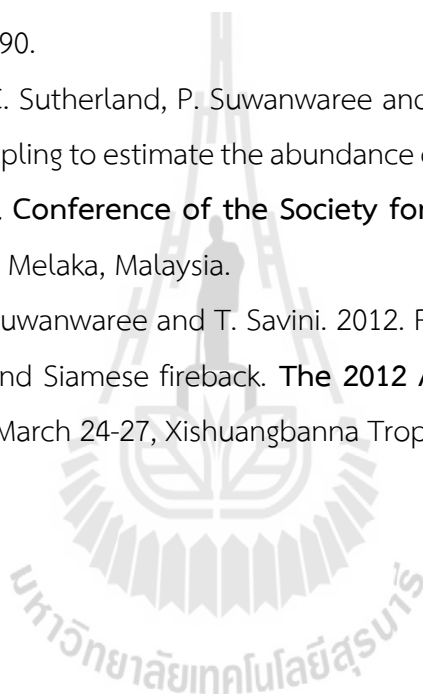 90.
C. Sutherland, P. Suwanwaree and
pling to estimate the abundance
Conference of the Society for
Melaka, Malaysia.
uwanwaree and T. Savini. 2012.
nd Siamese fireback. The 2012
March 24-27, Xishuangbanna Trop
มหาวิทยาลัยเทคโนโลยีสุรนารี